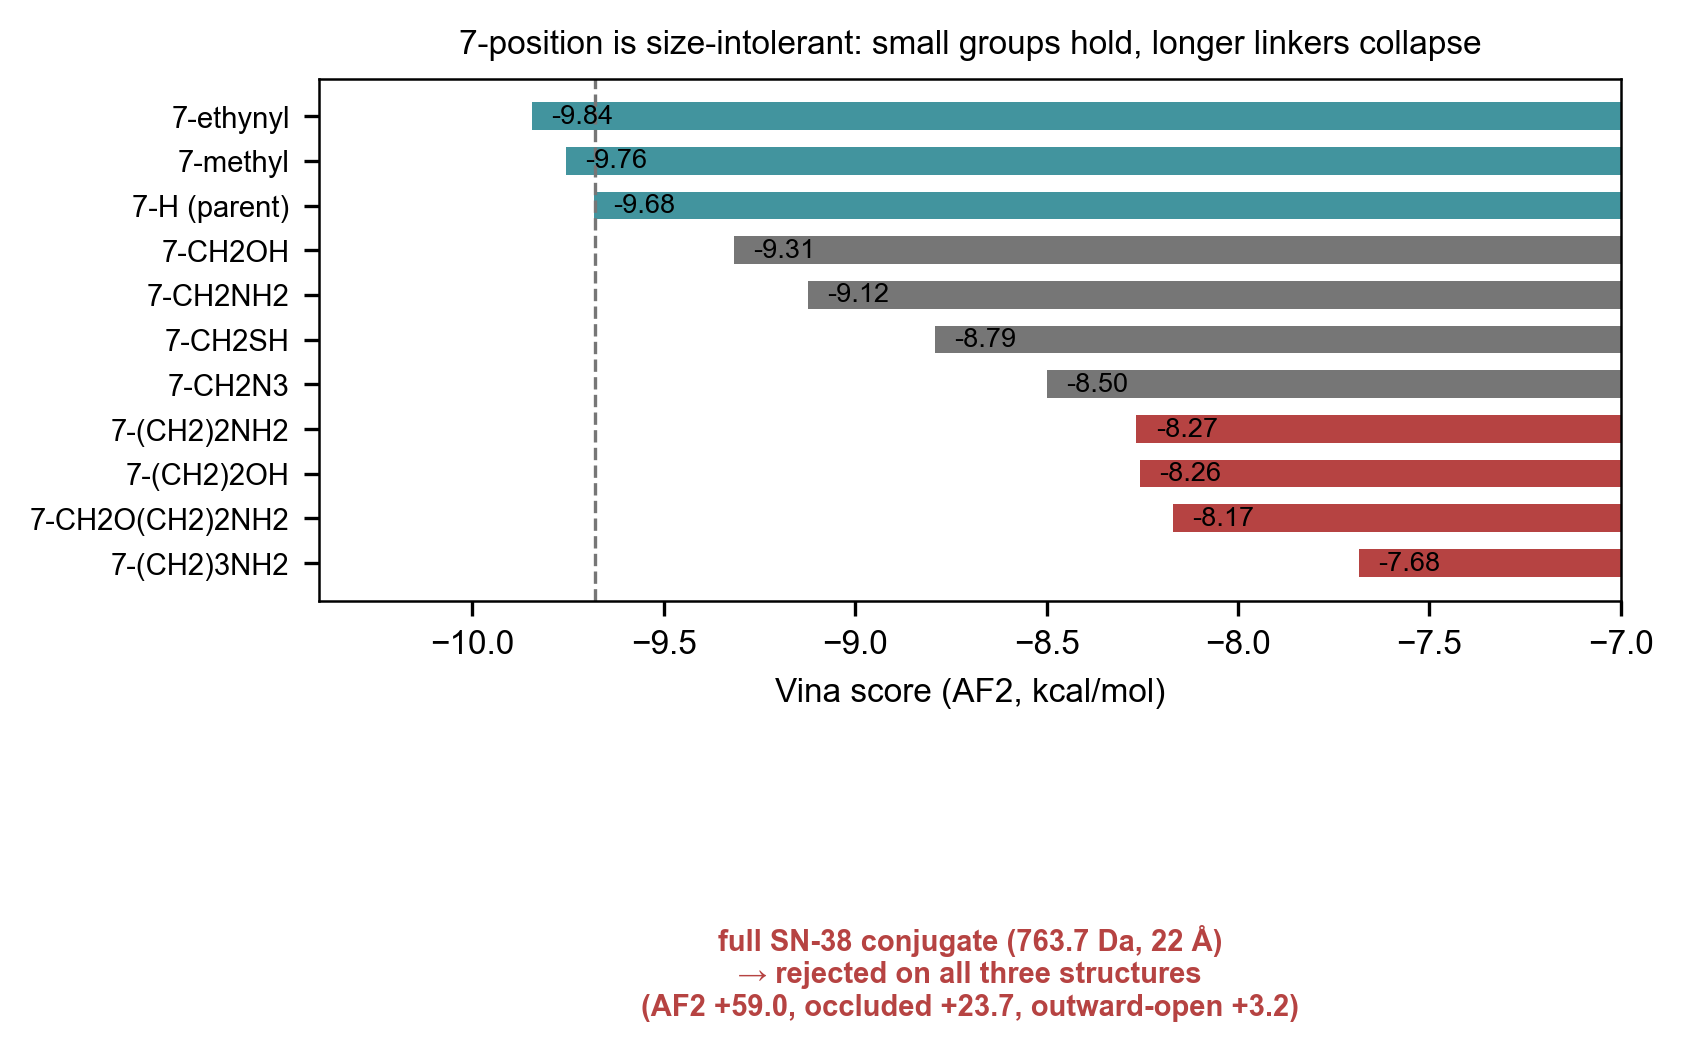 7-position is size-intolerant: small groups hold, longer linkers collapse
7-ethynyl
-9.84
7-methyl
-9.76
7-H (parent)
-9.68
7-CH2OH
-9.31
7-CH2NH2
-9.12
7-CH2SH
-8.79
7-CH2N3
-8.50
7-(CH2)2NH2
-8.27
7-(CH2)2OH
-8.26
7-CH2O(CH2)2NH2
-8.17
7-(CH2)3NH2
-7.68
−10.0 −9.5 −9.0 −8.5 −8.0 −7.5 −7.0
Vina score (AF2, kcal/mol)
full SN-38 conjugate (763.7 Da, 22 Å)
→ rejected on all three structures
(AF2 +59.0, occluded +23.7, outward-open +3.2)